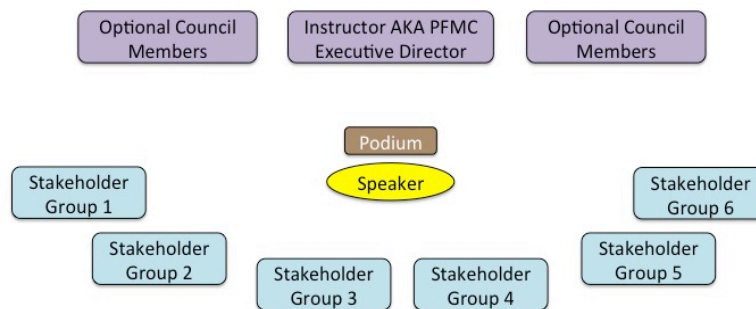 Optional Council
Members
Instructor AKA PFMC
Executive Director
Optional Council
Members
Podium
Speaker
Stakeholder
Group 1
Stakeholder
Group 2
Stakeholder
Group 3
Stakeholder
Group 4
Stakeholder
Group 5
Stakeholder
Group 6